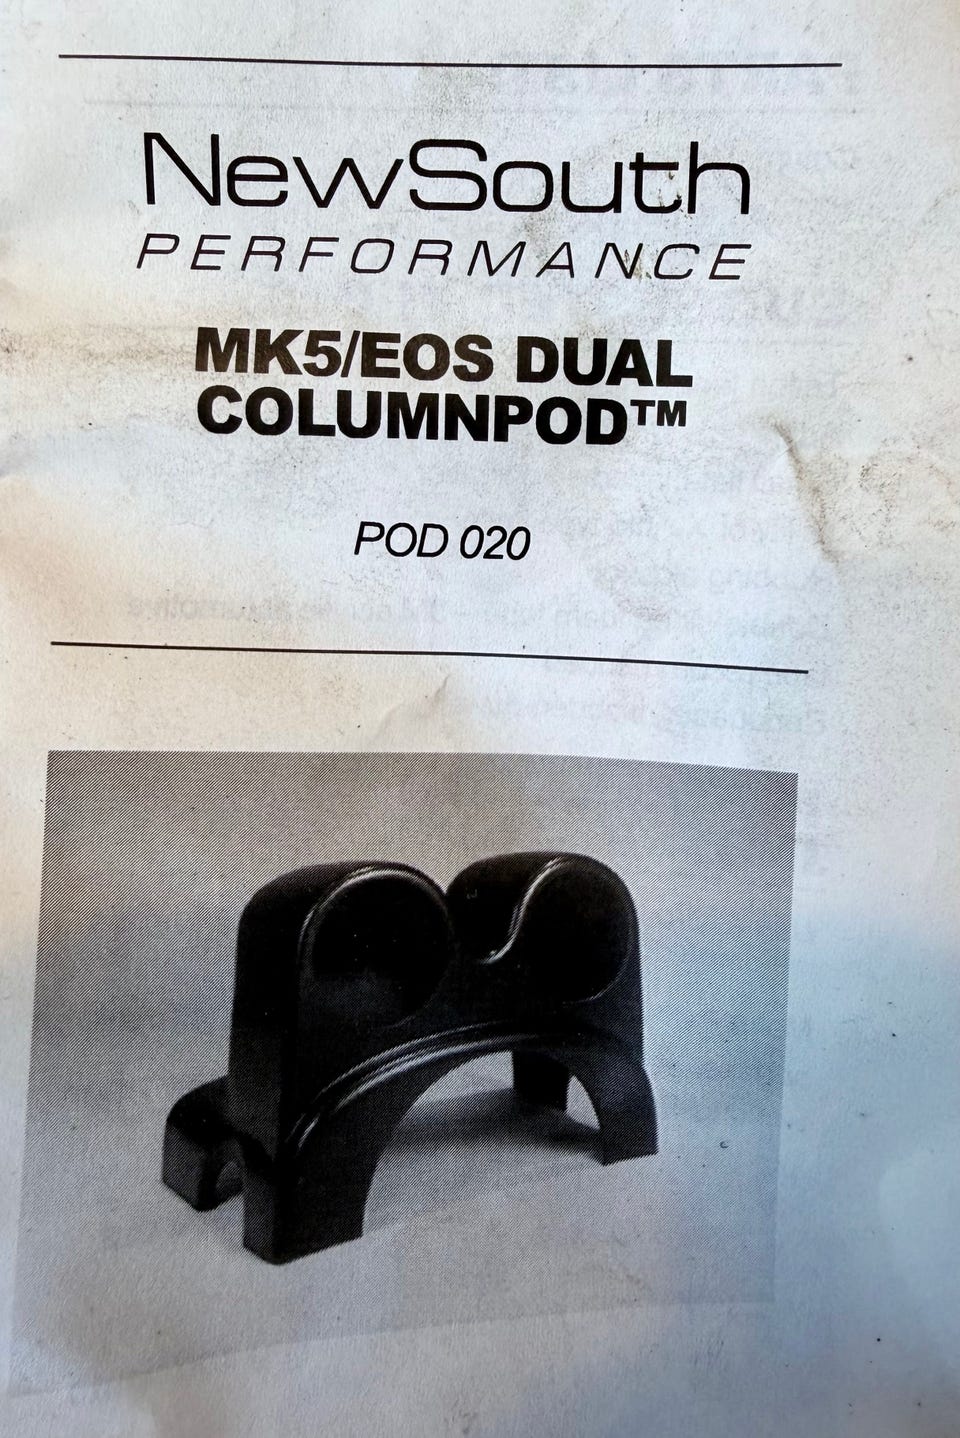 NewSouth
PERFORMANCE
MK5/EOS DUAL
COLUMNPOD™
POD 020